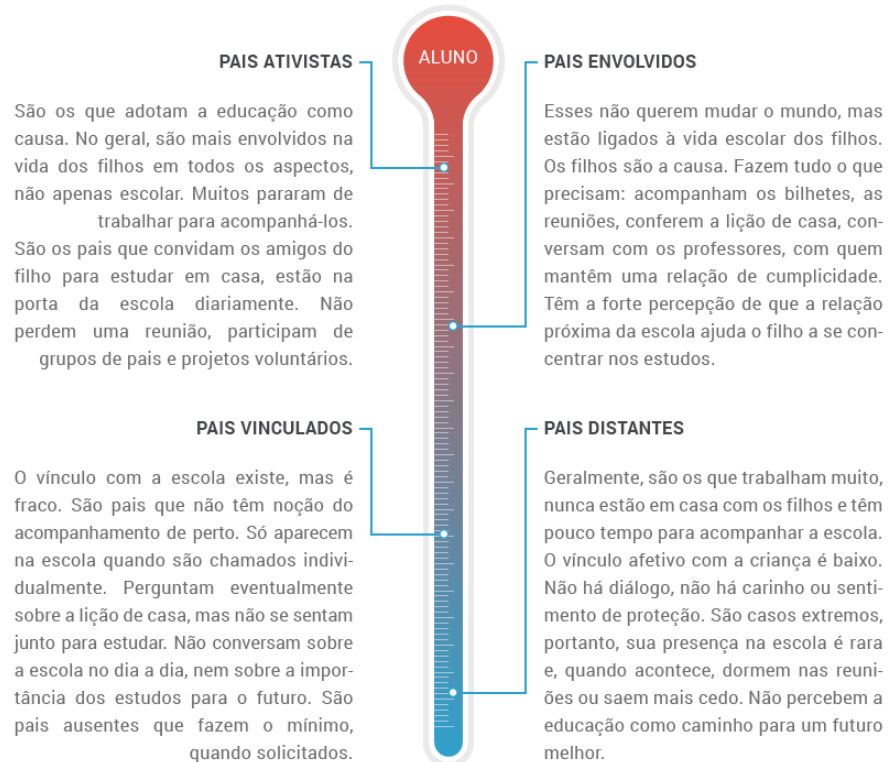 ALUNO
PAIS ATIVISTAS
São os que adotam a educação como
causa. No geral, são mais envolvidos na
vida dos filhos em todos os aspectos,
não apenas escolar. Muitos pararam de
trabalhar para acompanhá-los.
São os pais que convidam os amigos do
filho para estudar em casa, estão na
porta da escola diariamente. Não
perdem uma reunião, participam de
grupos de pais e projetos voluntários.
PAIS ENVOLVIDOS
Esses não querem mudar o mundo, mas
estão ligados à vida escolar dos filhos.
Os filhos são a causa. Fazem tudo o que
precisam: acompanham os bilhetes, as
reuniões, conferem a lição de casa, con-
versam com os professores, com quem
mantêm uma relação de cumplicidade.
Têm a forte percepção de que a relação
próxima da escola ajuda o filho a se con-
centrar nos estudos.
PAIS VINCULADOS
O vínculo com a escola existe, mas é
fraco. São pais que não têm noção do
acompanhamento de perto. Só aparecem
na escola quando são chamados indivi-
dualmente. Perguntam eventualmente
sobre a lição de casa, mas não se sentam
junto para estudar. Não conversam sobre
a escola no dia a dia, nem sobre a impor-
tância dos estudos para o futuro. São
pais ausentes que fazem o mínimo,
quando solicitados.
PAIS DISTANTES
Geralmente, são os que trabalham muito,
nunca estão em casa com os filhos e têm
pouco tempo para acompanhar a escola.
O vínculo afetivo com a criança é baixo.
Não há diálogo, não há carinho ou senti-
mento de proteção. São casos extremos,
portanto, sua presença na escola é rara
e, quando acontece, dormem nas reuni-
ões ou saem mais cedo. Não percebem a
educação como caminho para um futuro
melhor.